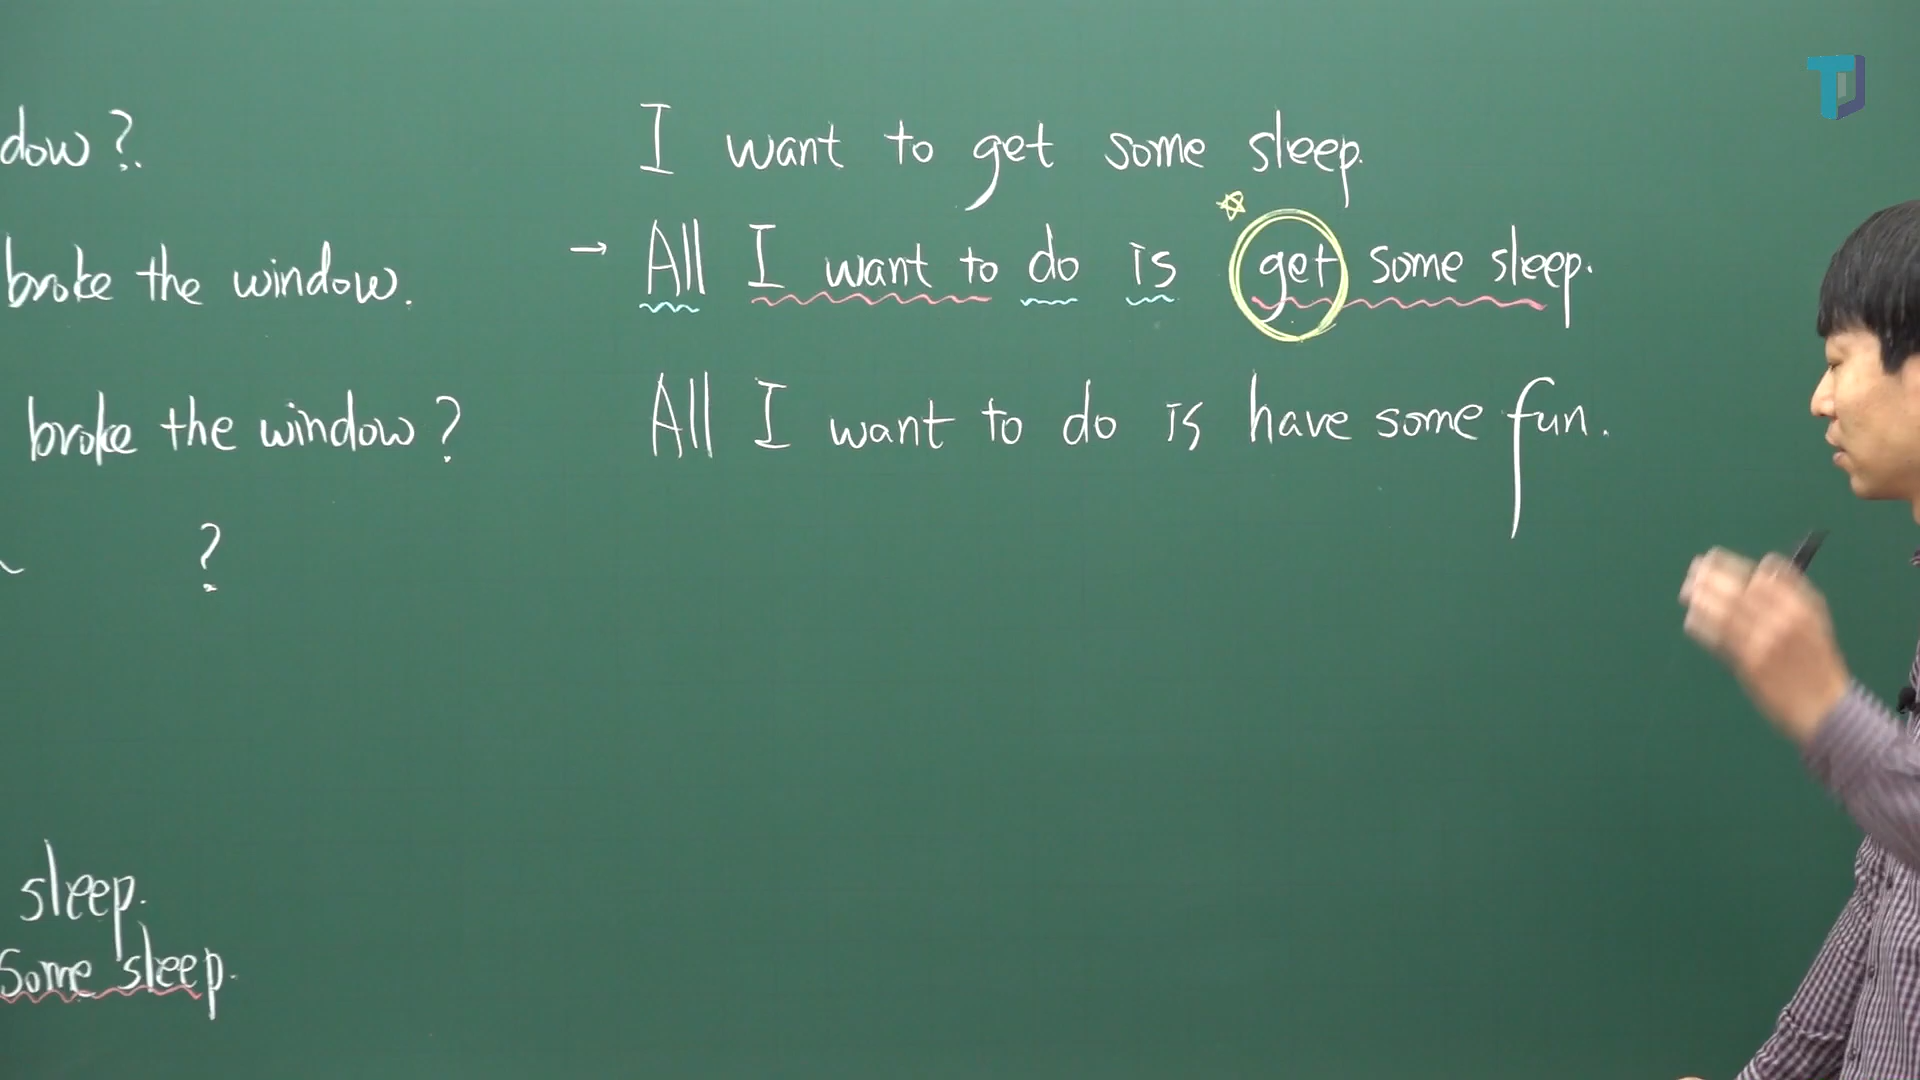 dow?
broke the window.
broke the window?
?
sleep.
some sleep.
I want to get some sleep.
→ All I want to do is get some sleep.
All I want to do is have some fun.
TJ